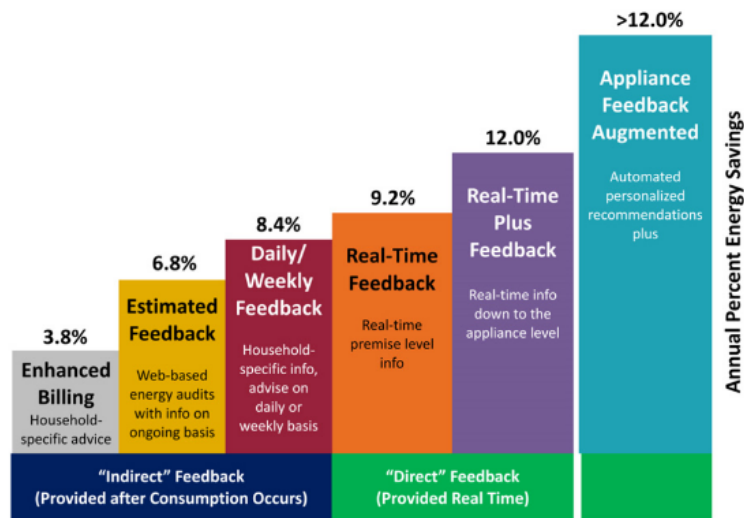 >12.0%
Appliance
Feedback
Augmented
Automated
personalized
recommendations
plus
12.0%
Real-Time
Plus
Feedback
Real-time info
down to the
appliance level
9.2%
Real-Time
Feedback
Real-time
premise level
info
8.4%
Daily/
Weekly
Feedback
Household-
specific info,
advise on
daily or
weekly basis
6.8%
Estimated
Feedback
Web-based
energy audits
with info on
ongoing basis
3.8%
Enhanced
Billing
Household-
specific advice
"Indirect" Feedback
(Provided after Consumption Occurs)
"Direct" Feedback
(Provided Real Time)
Annual Percent Energy Savings